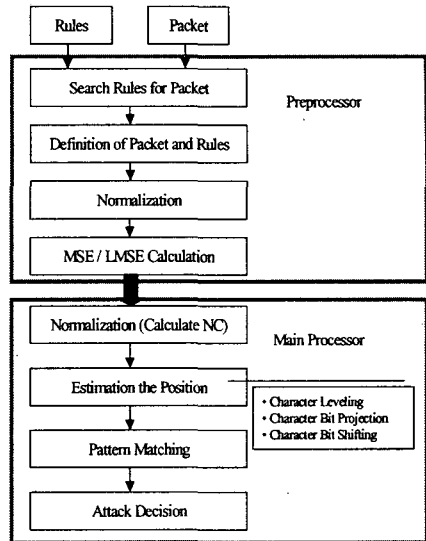 Rules
Packet
Search Rules for Packet
Preprocessor
Definition of Packet and Rules
Normalization
MSE / LMSE Calculation
Normalization (Calculate NC)
Main Processor
Estimation the Position
• Character Leveling
• Character Bit Projection
• Character Bit Shifting
Pattern Matching
Attack Decision